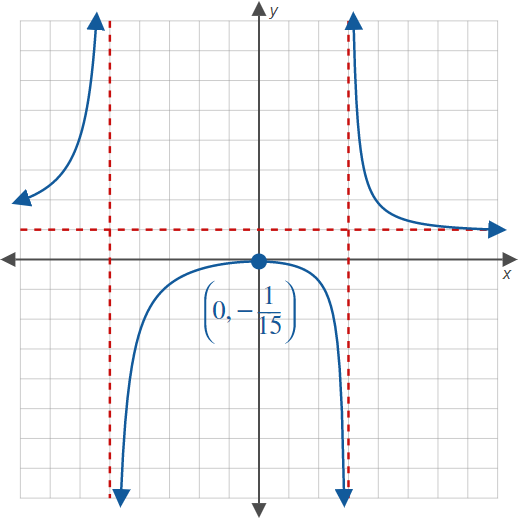 y
x
(0, −1/15)